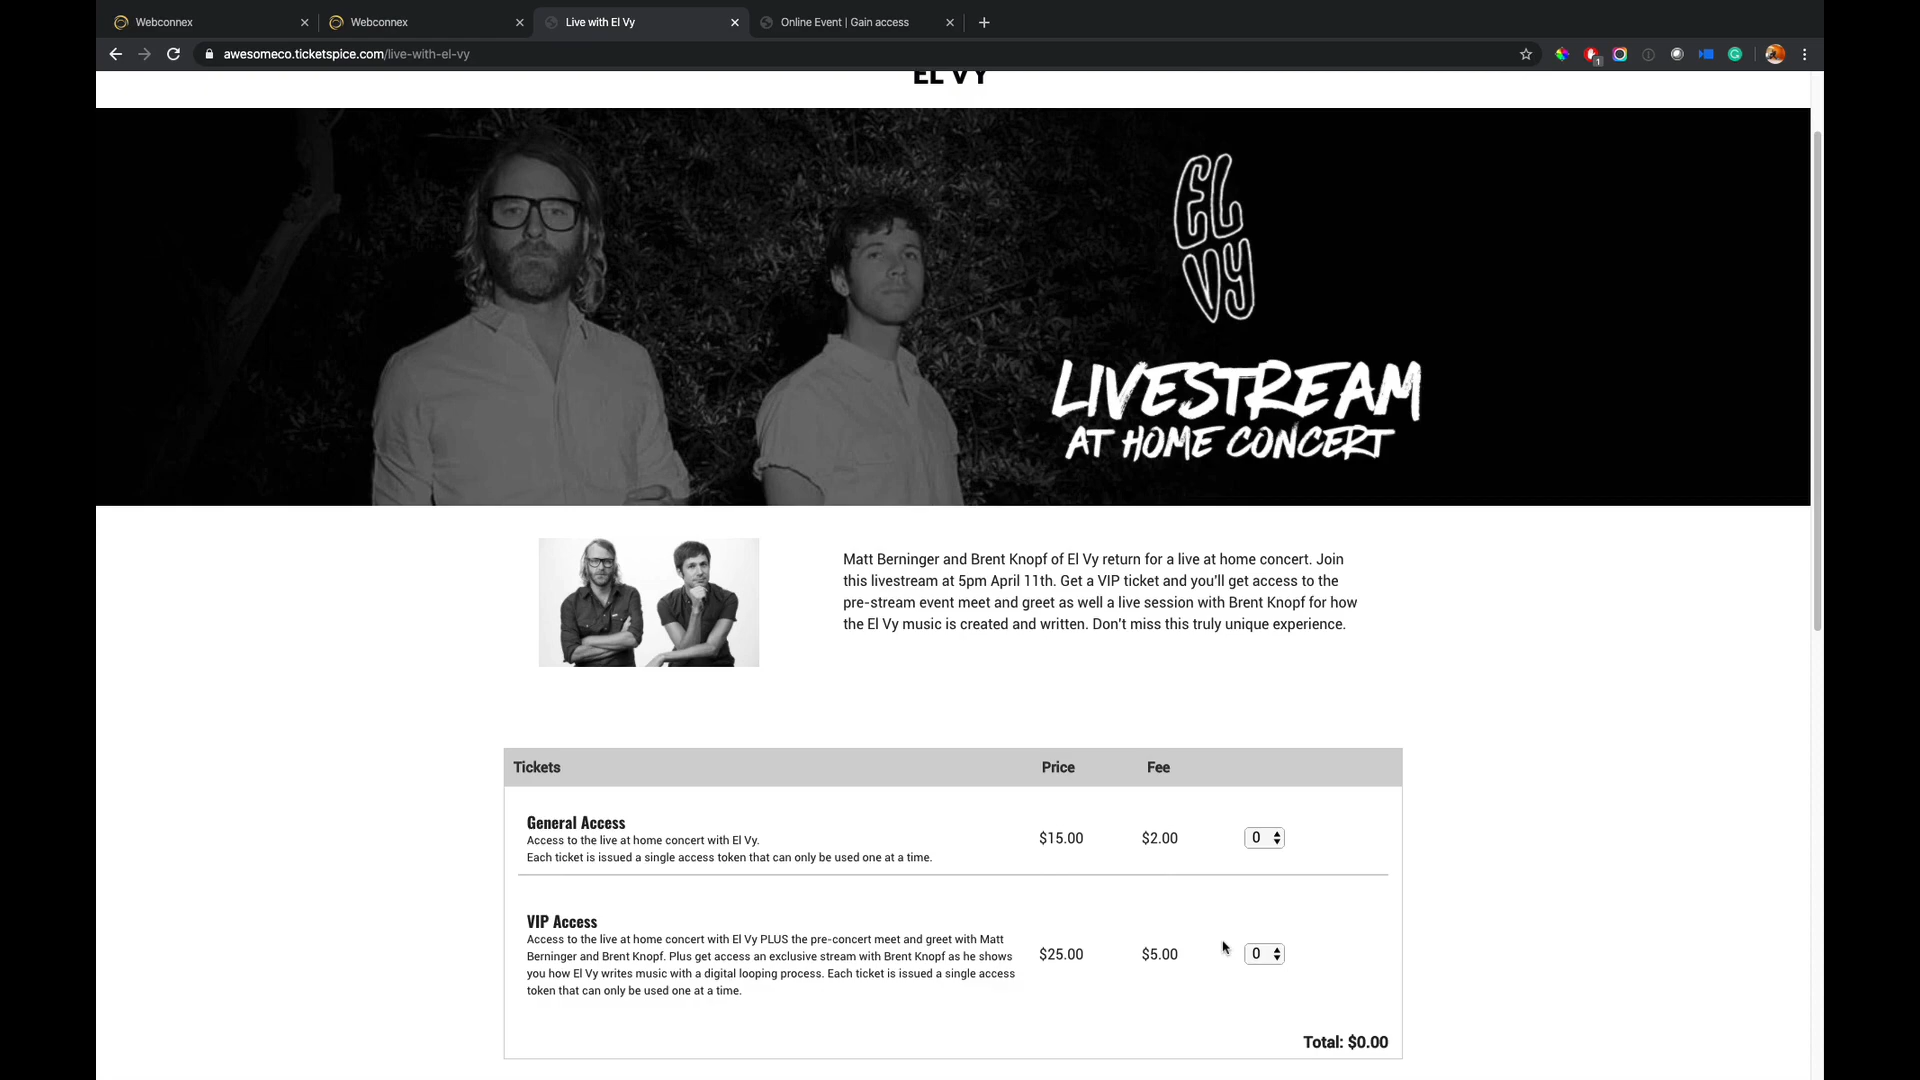 Webconnex
Webconnex
Live with El Vy
Online Event | Gain access
awesomeco.ticketspice.com/live-with-el-vy
1
EL VY
EL
VY
LIVESTREAM
AT HOME CONCERT
Matt Berninger and Brent Knopf of El Vy return for a live at home concert. Join
this livestream at 5pm April 11th. Get a VIP ticket and you'll get access to the
pre-stream event meet and greet as well a live session with Brent Knopf for how
the El Vy music is created and written. Don't miss this truly unique experience.
Tickets Price Fee
General Access
Access to the live at home concert with El Vy.
Each ticket is issued a single access token that can only be used one at a time.
$15.00 $2.00 0
VIP Access
Access to the live at home concert with El Vy PLUS the pre-concert meet and greet with Matt
Berninger and Brent Knopf. Plus get access an exclusive stream with Brent Knopf as he shows
you how El Vy writes music with a digital looping process. Each ticket is issued a single access
token that can only be used one at a time.
$25.00 $5.00 0
Total: $0.00